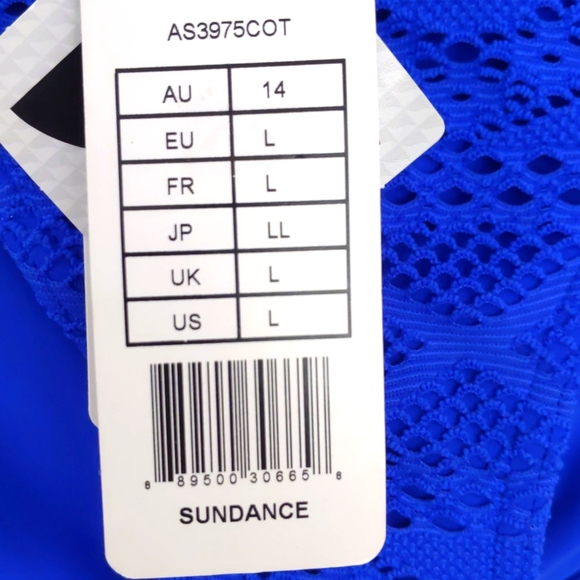 AS3975COT
AU 14
EU L
FR L
JP LL
UK L
US L
8 89500 30665 8
SUNDANCE